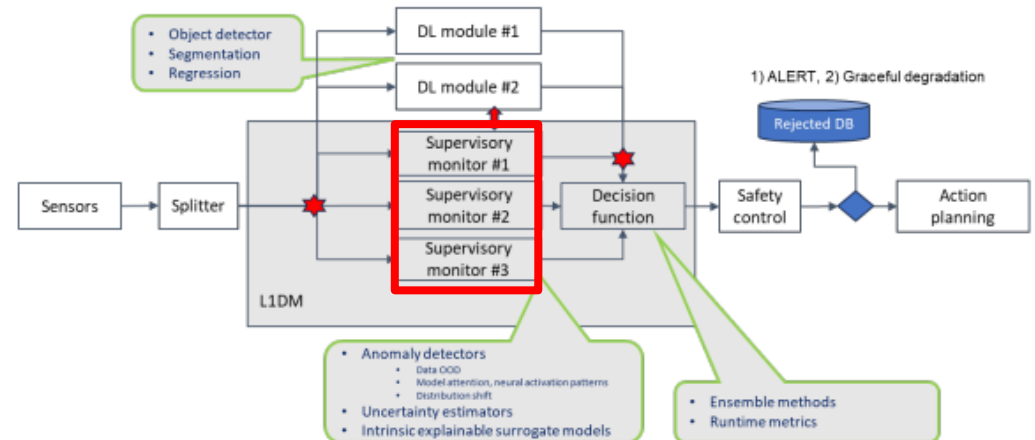 • Object detector
• Segmentation
• Regression
DL module #1
DL module #2
1) ALERT, 2) Graceful degradation
Rejected DB
Sensors
Splitter
Supervisory
monitor #1
Supervisory
monitor #2
Supervisory
monitor #3
Decision
function
Safety
control
Action
planning
L1DM
• Anomaly detectors
• Data OOD
• Model attention, neural activation patterns
• Distribution shift
• Uncertainty estimators
• Intrinsic explainable surrogate models
• Ensemble methods
• Runtime metrics